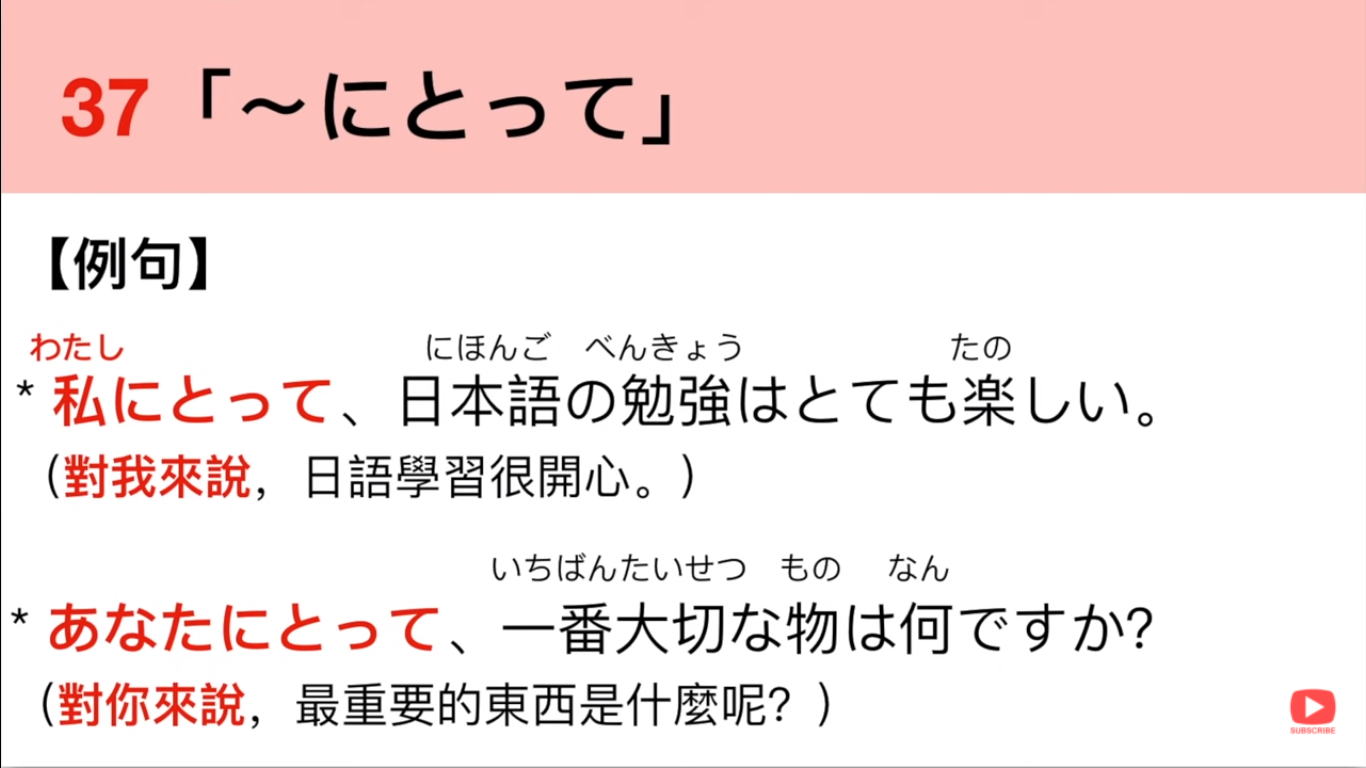 37「～にとって」
【例句】
わたし にほんご べんきょう たの
* 私にとって、日本語の勉強はとても楽しい。
（對我來說，日語學習很開心。）
いちばんたいせつ もの なん
* あなたにとって、一番大切な物は何ですか?
（對你來說，最重要的東西是什麼呢？）
SUBSCRIBE